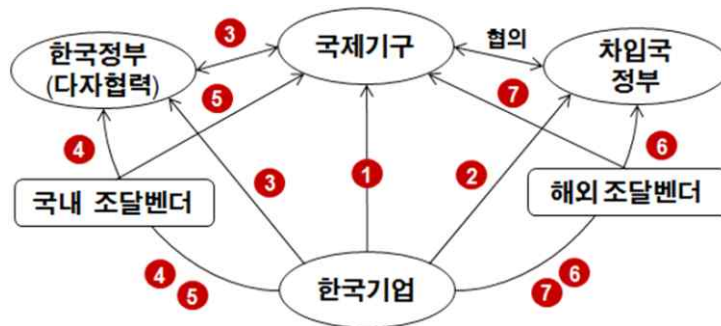 한국정부
(다자협력)
3
국제기구
협의
차입국
정부
5
7
4
6
국내 조달벤더
3
1
2
해외 조달벤더
4
5
한국기업
6
7